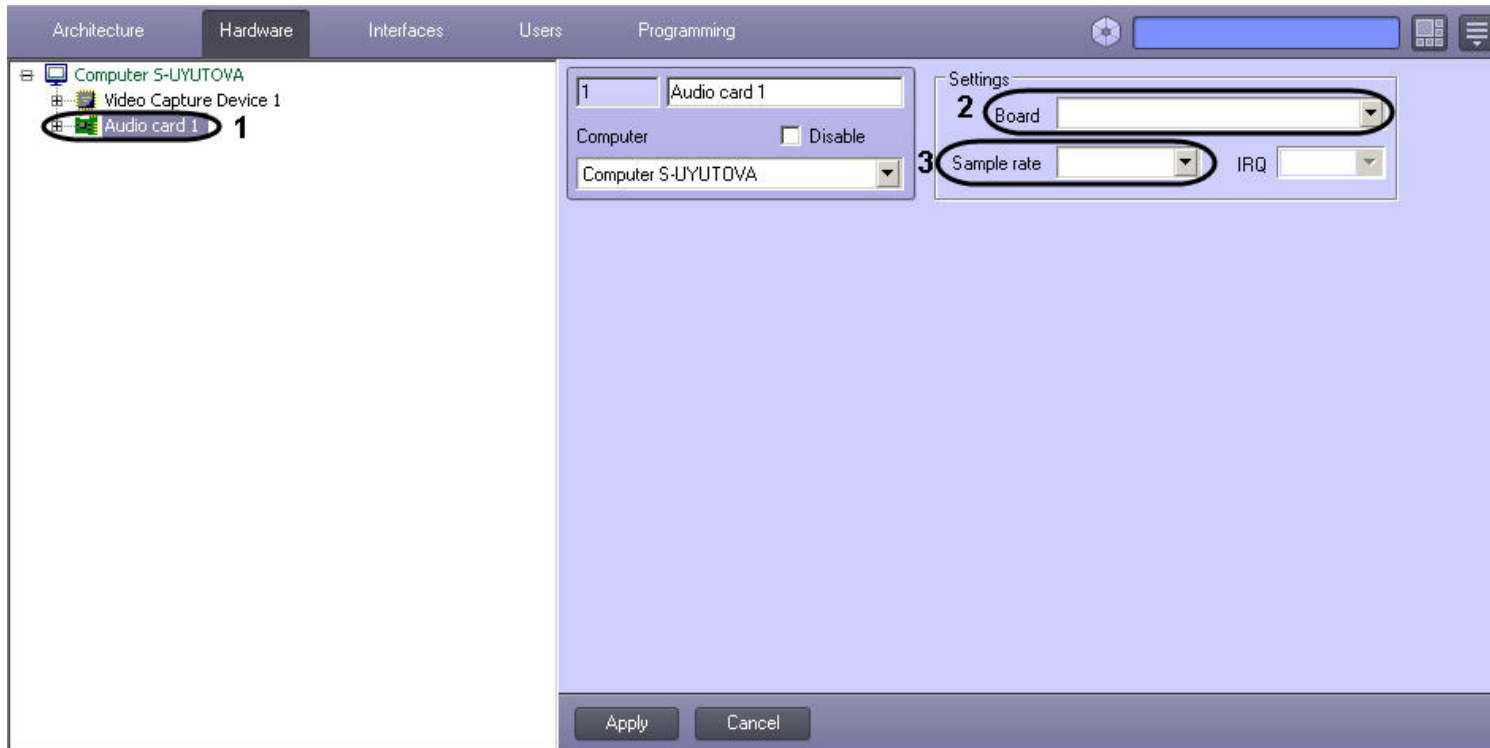 Architecture Hardware Interfaces Users Programming
Computer S-UYUTOVA
Video Capture Device 1
Audio card 1 1
1 Audio card 1
Computer Disable
Computer S-UYUTOVA
Settings
2 Board
3 Sample rate IRQ
Apply Cancel